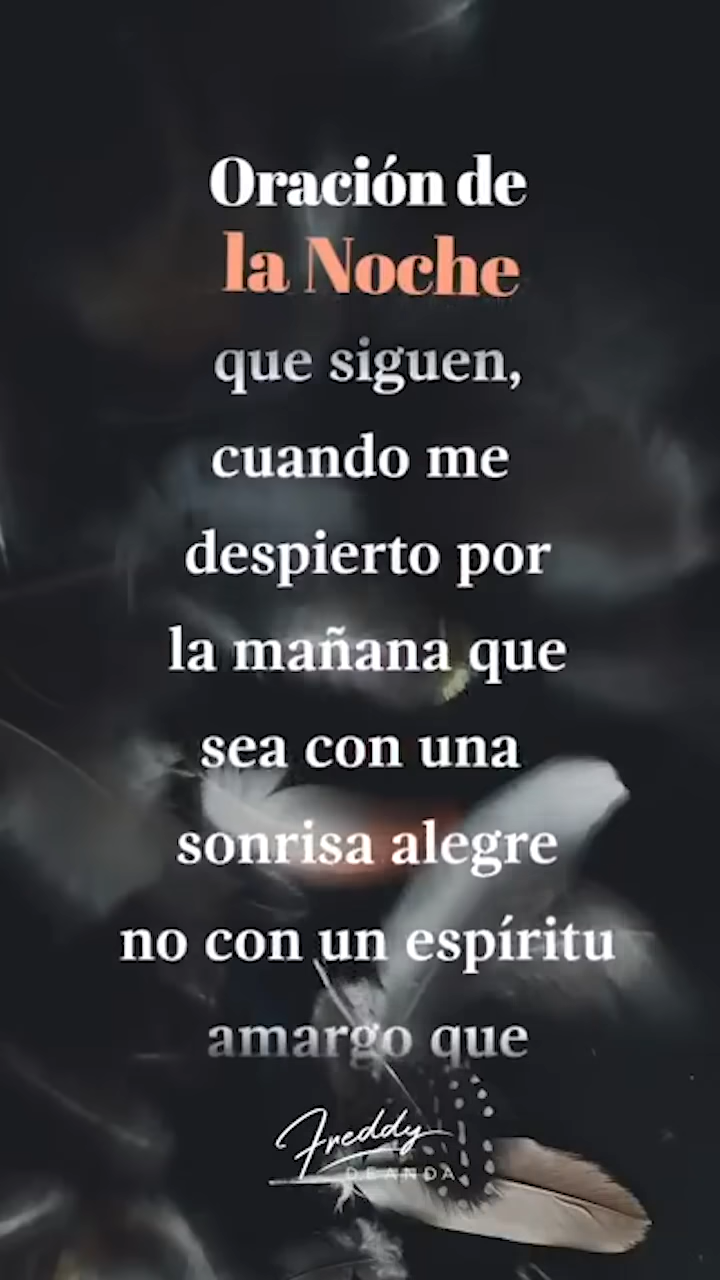 Oración de
la Noche
que siguen,
cuando me
despierto por
la mañana que
sea con una
sonrisa alegre
no con un espíritu
amargo que
Freddy
DEANDA